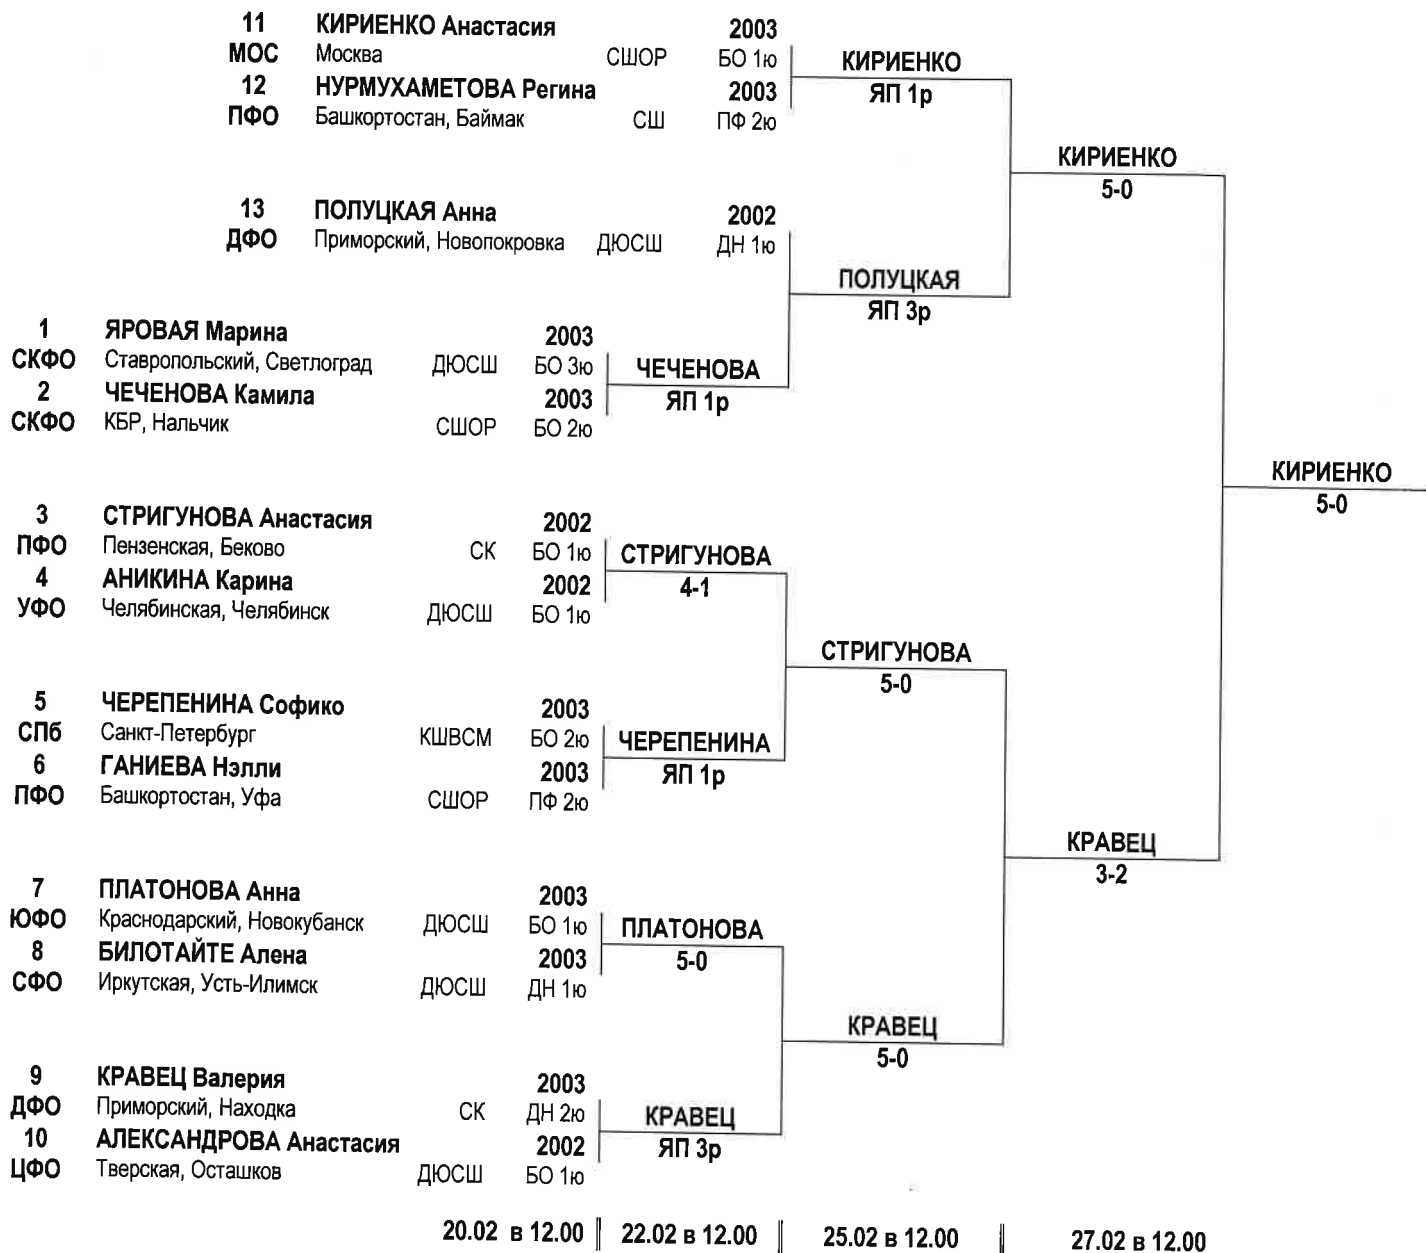 11 КИРИЕНКО Анастасия 2003
МОС Москва СШОР БО 1ю
КИРИЕНКО
12 НУРМУХАМЕТОВА Регина 2003
ЯП 1р
ПФО Башкортостан, Баймак СШ ПФ 2ю
КИРИЕНКО
5-0
13 ПОЛУЦКАЯ Анна 2002
ДФО Приморский, Новопокровка ДЮСШ ДН 1ю
ПОЛУЦКАЯ
ЯП 3р
1 ЯРОВАЯ Марина 2003
СКФО Ставропольский, Светлоград ДЮСШ БО 3ю
ЧЕЧЕНОВА
2 ЧЕЧЕНОВА Камила 2003
ЯП 1р
СКФО КБР, Нальчик СШОР БО 2ю
КИРИЕНКО
5-0
3 СТРИГУНОВА Анастасия 2002
ПФО Пензенская, Беково СК БО 1ю
СТРИГУНОВА
4 АНИКИНА Карина 2002
4-1
УФО Челябинская, Челябинск ДЮСШ БО 1ю
СТРИГУНОВА
5-0
5 ЧЕРЕПЕНИНА Софико 2003
СПб Санкт-Петербург КШВСМ БО 2ю
ЧЕРЕПЕНИНА
6 ГАНИЕВА Нэлли 2003
ЯП 1р
ПФО Башкортостан, Уфа СШОР ПФ 2ю
КРАВЕЦ
3-2
7 ПЛАТОНОВА Анна 2003
ЮФО Краснодарский, Новокубанск ДЮСШ БО 1ю
ПЛАТОНОВА
8 БИЛОТАЙТЕ Алена 2003
5-0
СФО Иркутская, Усть-Илимск ДЮСШ ДН 1ю
КРАВЕЦ
5-0
9 КРАВЕЦ Валерия 2003
ДФО Приморский, Находка СК ДН 2ю
КРАВЕЦ
10 АЛЕКСАНДРОВА Анастасия 2002
ЯП 3р
ЦФО Тверская, Осташков ДЮСШ БО 1ю
20.02 в 12.00 22.02 в 12.00 25.02 в 12.00 27.02 в 12.00